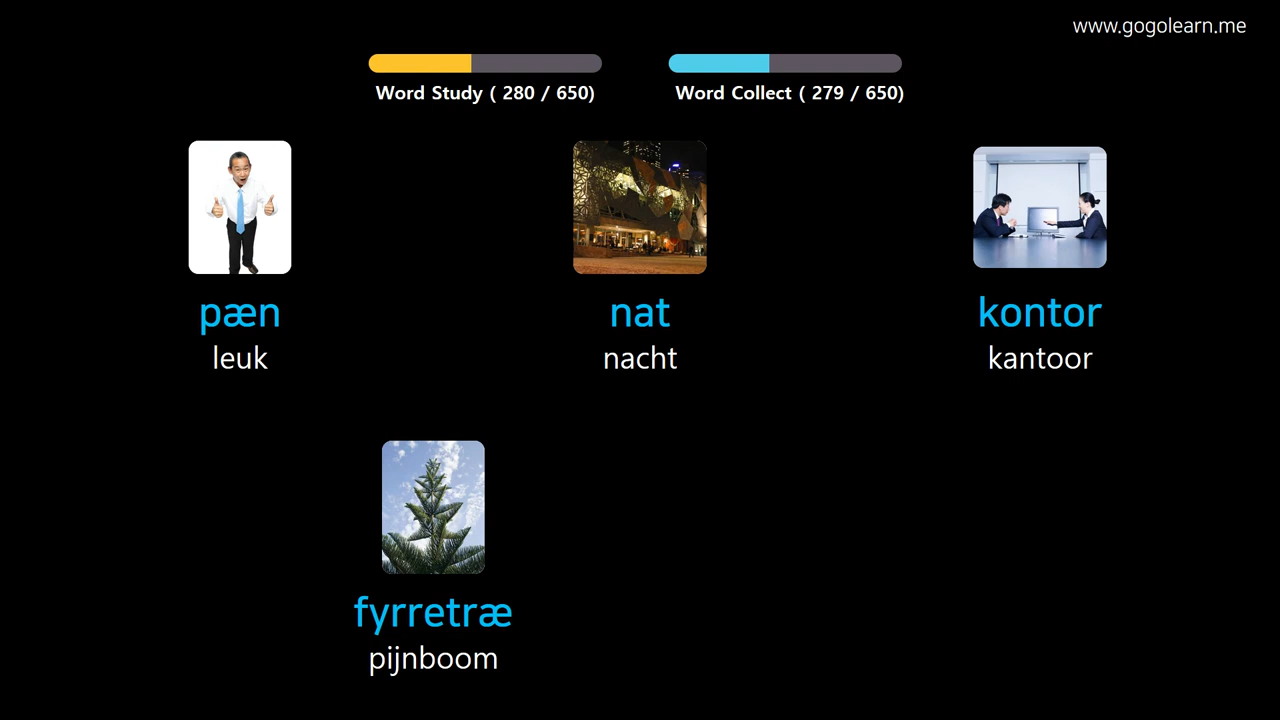 www.gogolearn.me
Word Study ( 280 / 650)
Word Collect ( 279 / 650)
pæn
leuk
nat
nacht
kontor
kantoor
fyrretræ
pijnboom